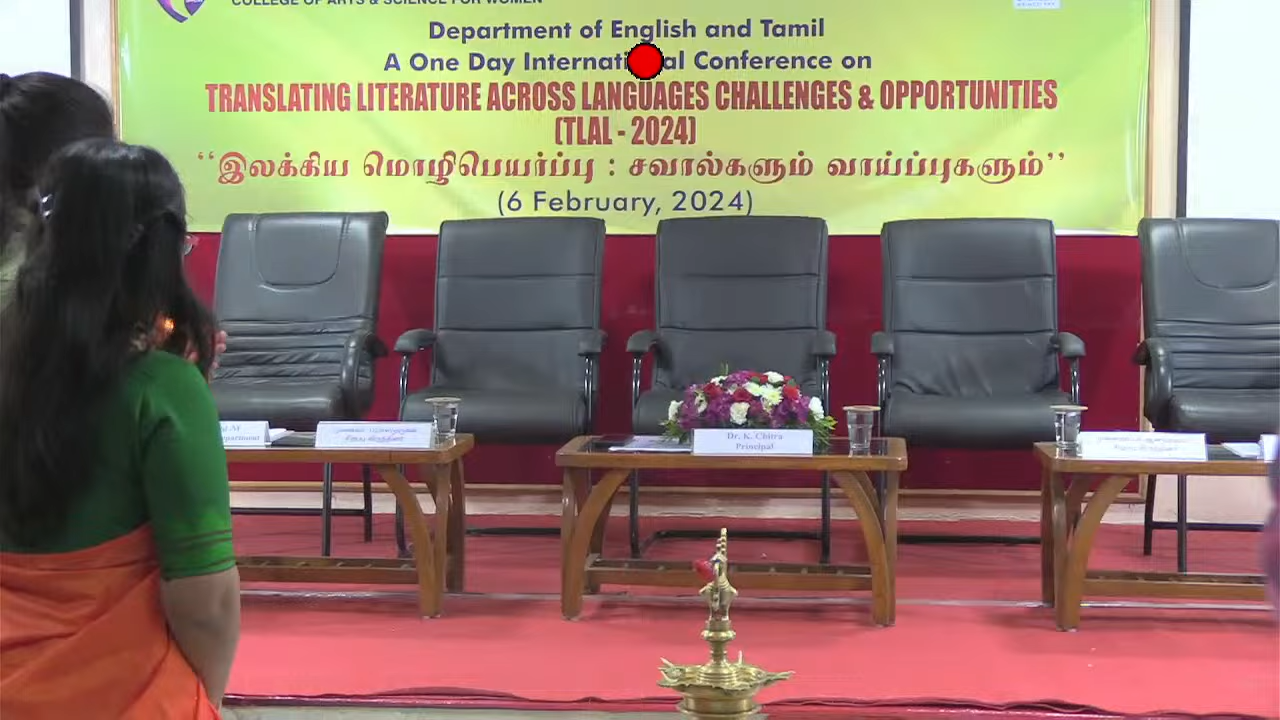 COLLEGE OF ARTS & SCIENCE FOR WOMEN
Department of English and Tamil
A One Day International Conference on
TRANSLATING LITERATURE ACROSS LANGUAGES CHALLENGES & OPPORTUNITIES
(TLAL - 2024)
“இலக்கிய மொழிபெயர்ப்பு : சவால்களும் வாய்ப்புகளும்”
(6 February, 2024)
Dr. K. Chitra
Principal